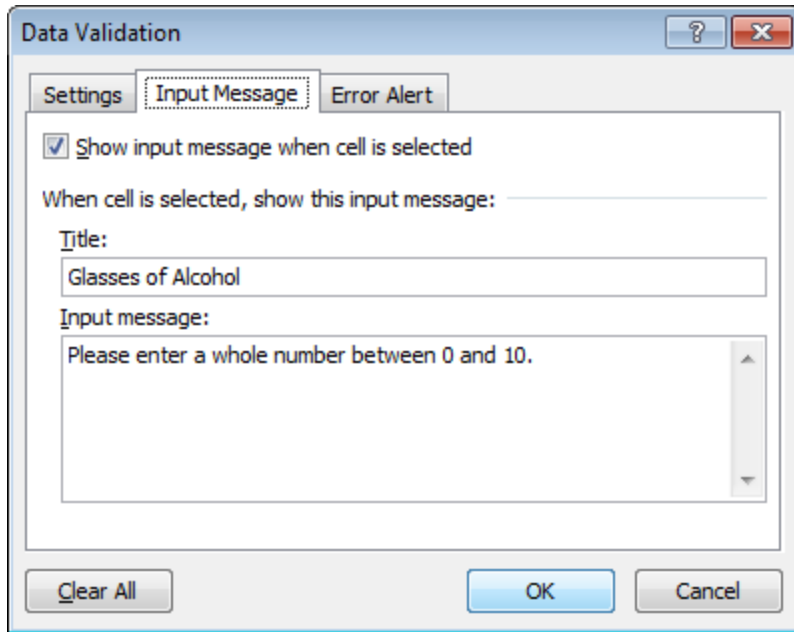 Data Validation
?
Settings Input Message Error Alert
Show input message when cell is selected
When cell is selected, show this input message:
Title:
Glasses of Alcohol
Input message:
Please enter a whole number between 0 and 10.
Clear All OK Cancel